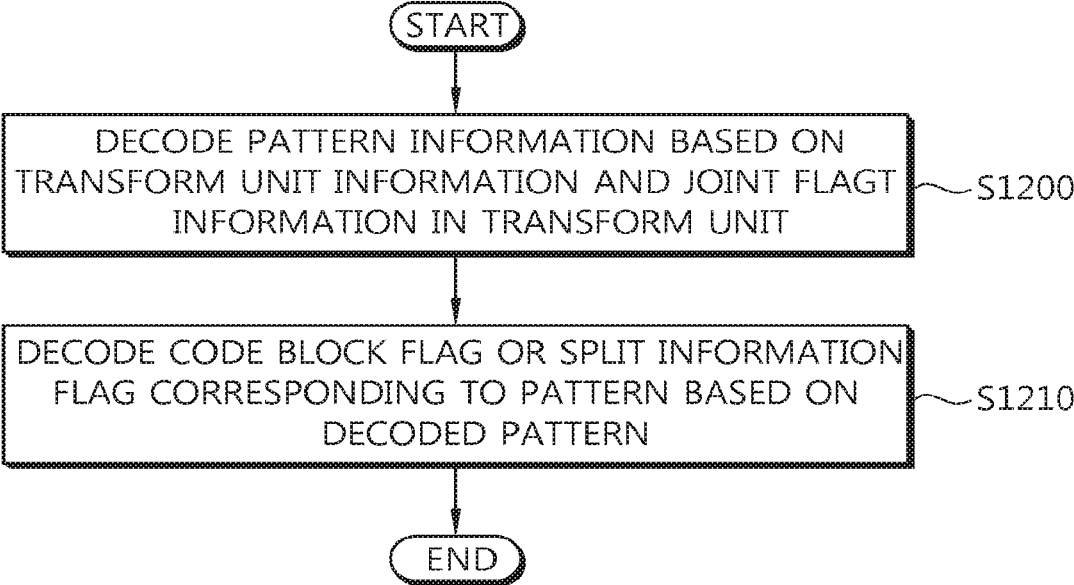 START
DECODE PATTERN INFORMATION BASED ON
TRANSFORM UNIT INFORMATION AND JOINT FLAGT
INFORMATION IN TRANSFORM UNIT
S1200
DECODE CODE BLOCK FLAG OR SPLIT INFORMATION
FLAG CORRESPONDING TO PATTERN BASED ON
DECODED PATTERN
S1210
END